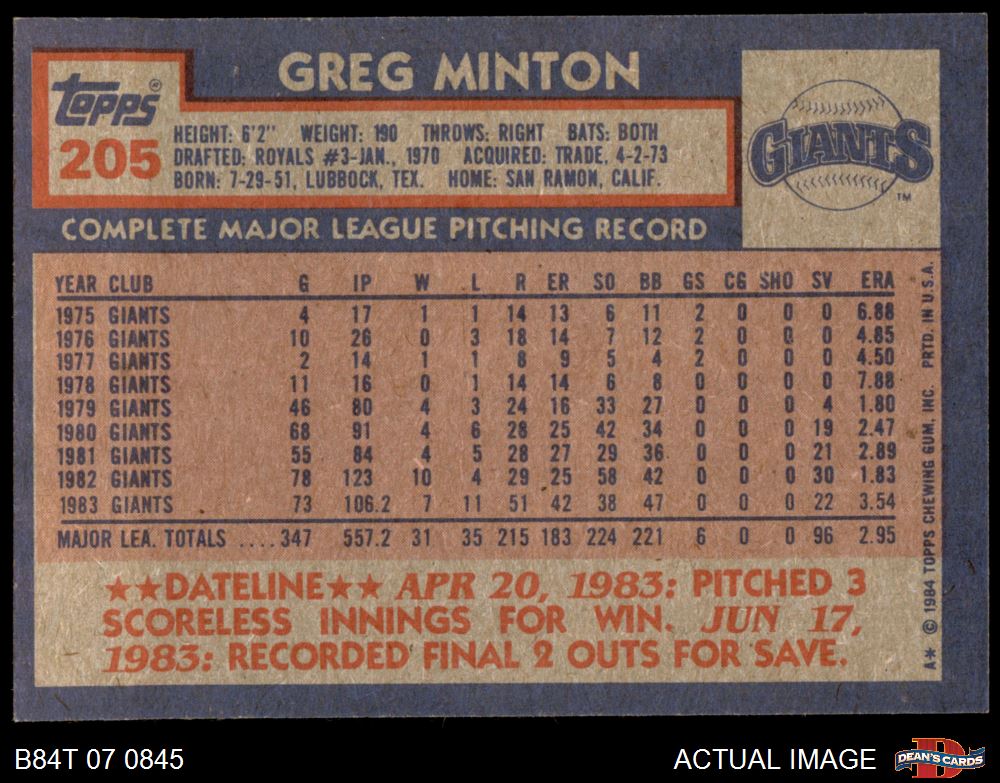 GREG MINTON
Topps®
205
HEIGHT: 6'2" WEIGHT: 190 THROWS: RIGHT BATS: BOTH
DRAFTED: ROYALS #3-JAN., 1970 ACQUIRED: TRADE, 4-2-73
BORN: 7-29-51, LUBBOCK, TEX. HOME: SAN RAMON, CALIF.
GIANTS
TM
COMPLETE MAJOR LEAGUE PITCHING RECORD
YEAR CLUB G IP W L R ER SO BB GS CG SHO SV ERA
1975 GIANTS 4 17 1 1 14 13 6 11 2 0 0 0 6.88
1976 GIANTS 10 26 0 3 18 14 7 12 2 0 0 0 4.85
1977 GIANTS 2 14 1 1 8 9 5 4 2 0 0 0 4.50
1978 GIANTS 11 16 0 1 14 14 6 8 0 0 0 0 7.88
1979 GIANTS 46 80 4 3 24 16 33 27 0 0 0 4 1.80
1980 GIANTS 68 91 4 6 28 25 42 34 0 0 0 19 2.47
1981 GIANTS 55 84 4 5 28 27 29 36 0 0 0 21 2.89
1982 GIANTS 78 123 10 4 29 25 58 42 0 0 0 30 1.83
1983 GIANTS 73 106.2 7 11 51 42 38 47 0 0 0 22 3.54
MAJOR LEA. TOTALS ....347 557.2 31 35 215 183 224 221 6 0 0 96 2.95
★★DATELINE★★ APR 20, 1983: PITCHED 3
SCORELESS INNINGS FOR WIN. JUN 17,
1983: RECORDED FINAL 2 OUTS FOR SAVE.
A* © 1984 TOPPS CHEWING GUM, INC. PRTD. IN U.S.A.
B84T 07 0845
ACTUAL IMAGE
D
DEAN'S CARDS